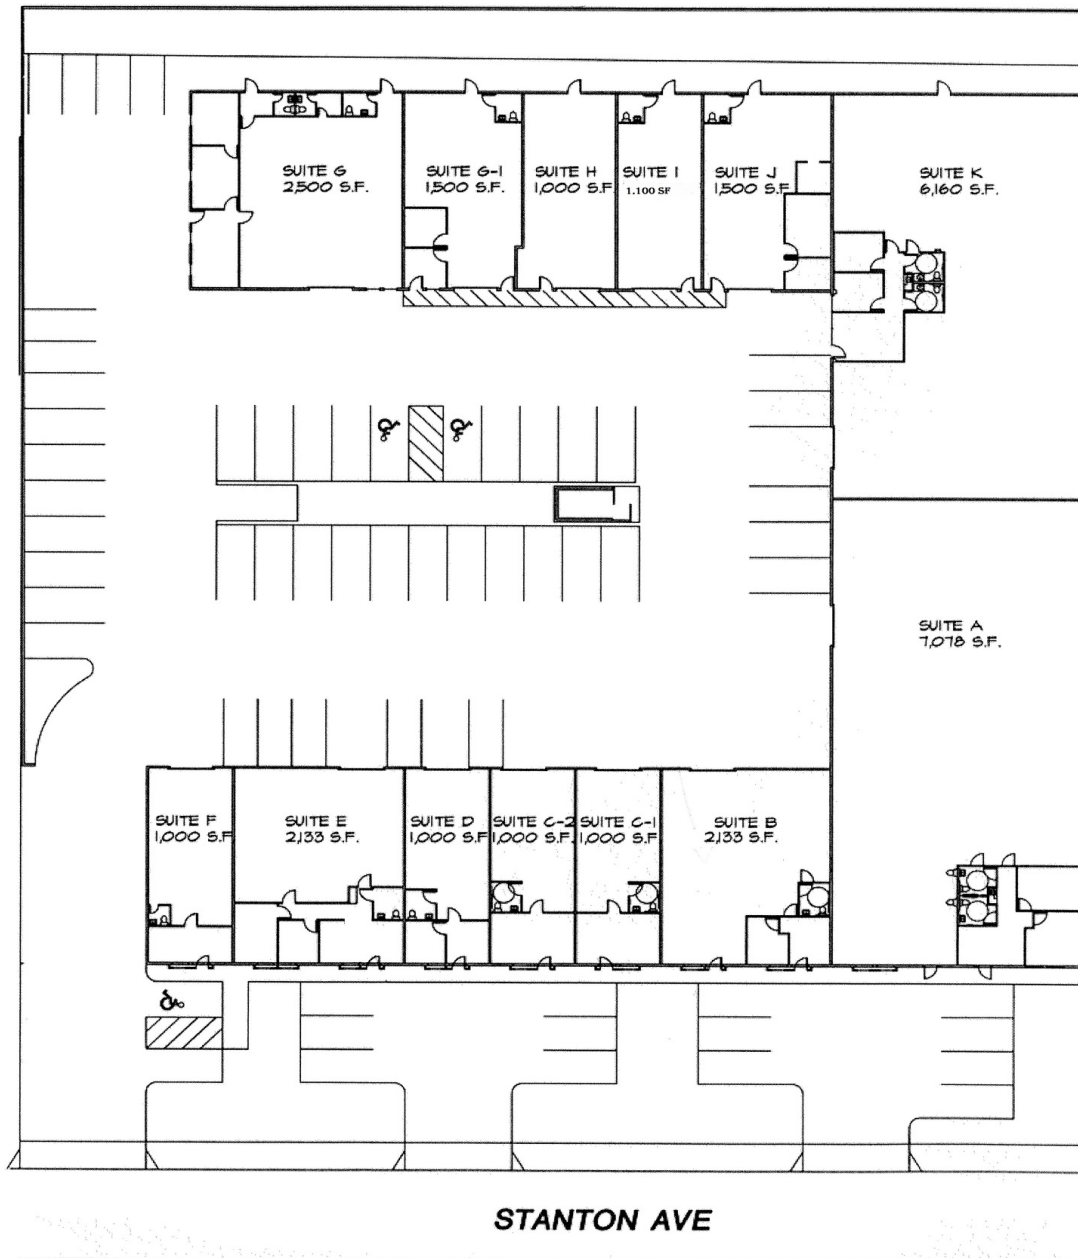 SUITE G
2,500 S.F.
SUITE G-1
1,500 S.F.
SUITE H
1,000 S.F.
SUITE I
1.100 SF
SUITE J
1,500 S.F
SUITE K
6,160 S.F.
SUITE A
7,078 S.F.
SUITE F
1,000 S.F.
SUITE E
2,133 S.F.
SUITE D
1,000 S.F.
SUITE C-2
1,000 S.F.
SUITE C-1
1,000 S.F.
SUITE B
2,133 S.F.
STANTON AVE